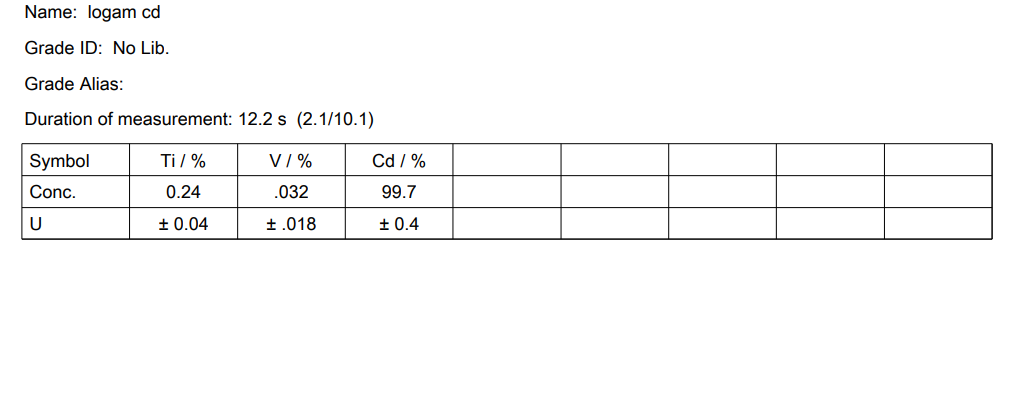 Name: logam cd
Grade ID: No Lib.
Grade Alias:
Duration of measurement: 12.2 s (2.1/10.1)
Symbol Ti / % V / % Cd / %
Conc. 0.24 .032 99.7
U ± 0.04 ± .018 ± 0.4